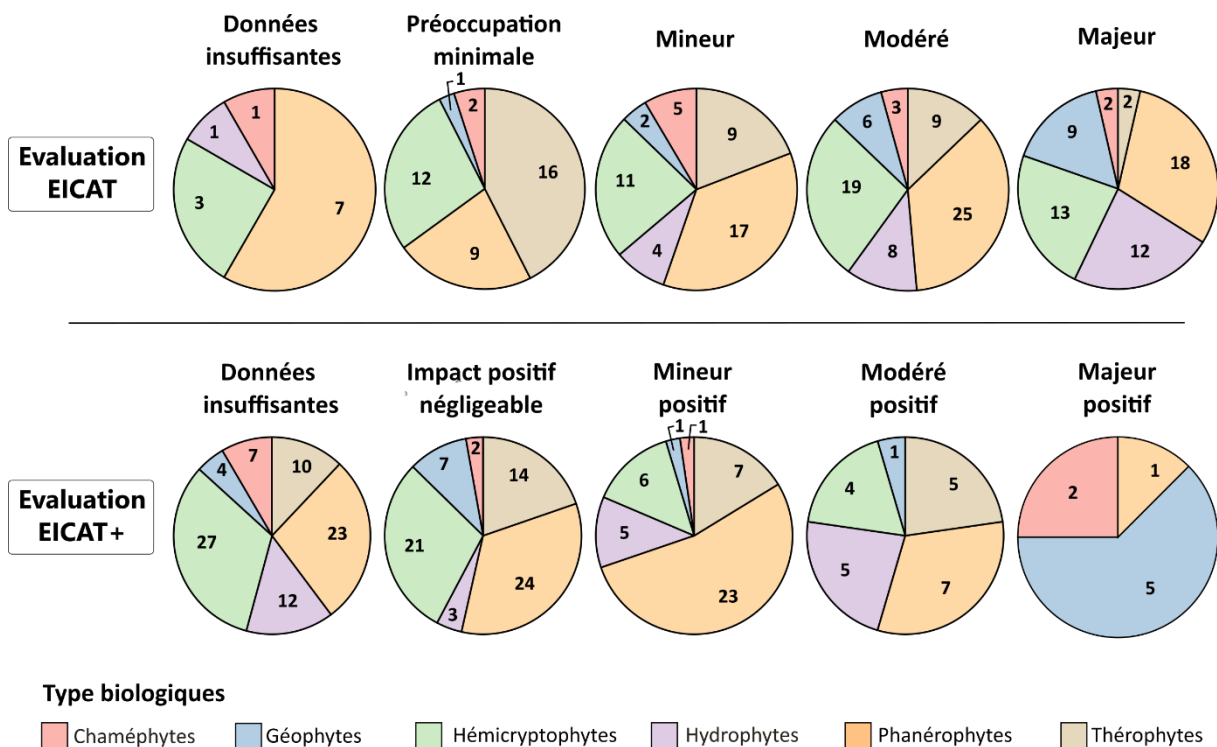 Données
insuffisantes
Préoccupation
minimale
Mineur
Modéré
Majeur
Evaluation
EICAT
1
7
3
1
1
2
16
9
12
2
5
9
17
4
11
6
3
9
25
8
19
9
2
2
18
12
13
Données
insuffisantes
Impact positif
négligeable
Mineur
positif
Modéré
positif
Majeur
positif
Evaluation
EICAT+
4
7
10
23
12
27
7
2
14
24
3
21
1
1
7
23
5
6
1
5
7
5
4
2
1
5
Type biologiques
Chaméphytes
Géophytes
Hémicryptophytes
Hydrophytes
Phanérophytes
Thérophytes